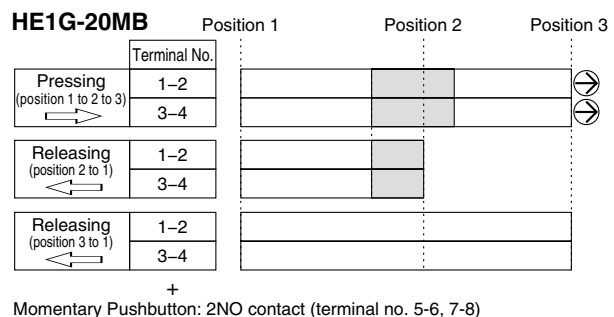 HE1G-20MB
Position 1 Position 2 Position 3
Terminal No.
Pressing
(position 1 to 2 to 3)
1–2
3–4
Releasing
(position 2 to 1)
1–2
3–4
Releasing
(position 3 to 1)
1–2
3–4
+
Momentary Pushbutton: 2NO contact (terminal no. 5-6, 7-8)